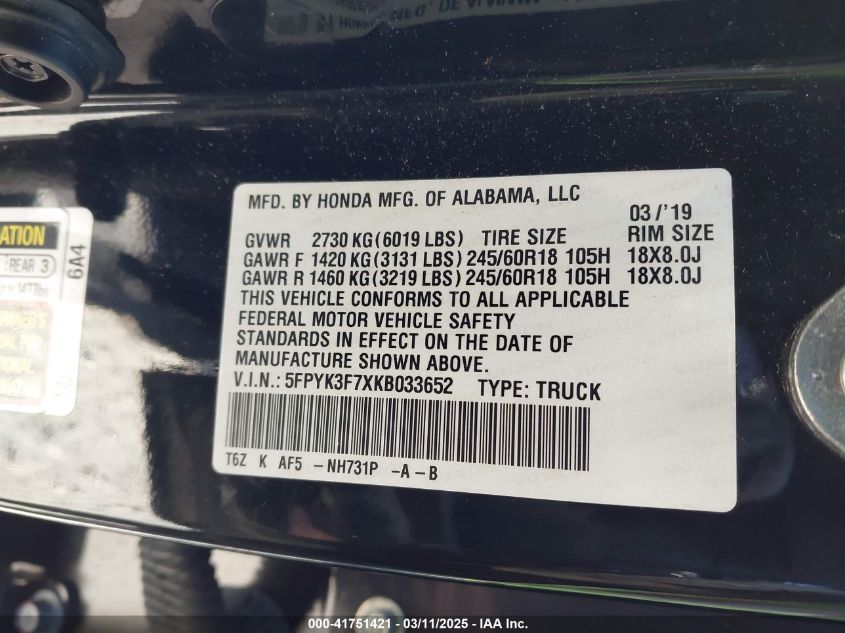 MFD. BY HONDA MFG. OF ALABAMA, LLC
03/'19
GVWR 2730 KG(6019 LBS) TIRE SIZE RIM SIZE
GAWR F 1420 KG(3131 LBS) 245/60R18 105H 18X8.0J
GAWR R 1460 KG(3219 LBS) 245/60R18 105H 18X8.0J
THIS VEHICLE CONFORMS TO ALL APPLICABLE
FEDERAL MOTOR VEHICLE SAFETY
STANDARDS IN EFFECT ON THE DATE OF
MANUFACTURE SHOWN ABOVE.
V.I.N.: 5FPYK3F7XKB033652 TYPE: TRUCK
T6Z K AF5 -NH731P -A-B
ATION
REAR 3
6A4
000-41751421 - 03/11/2025 - IAA Inc.